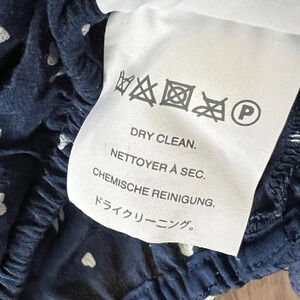 P
DRY CLEAN.
NETTOYER À SEC.
CHEMISCHE REINIGUNG.
ドライクリーニング。